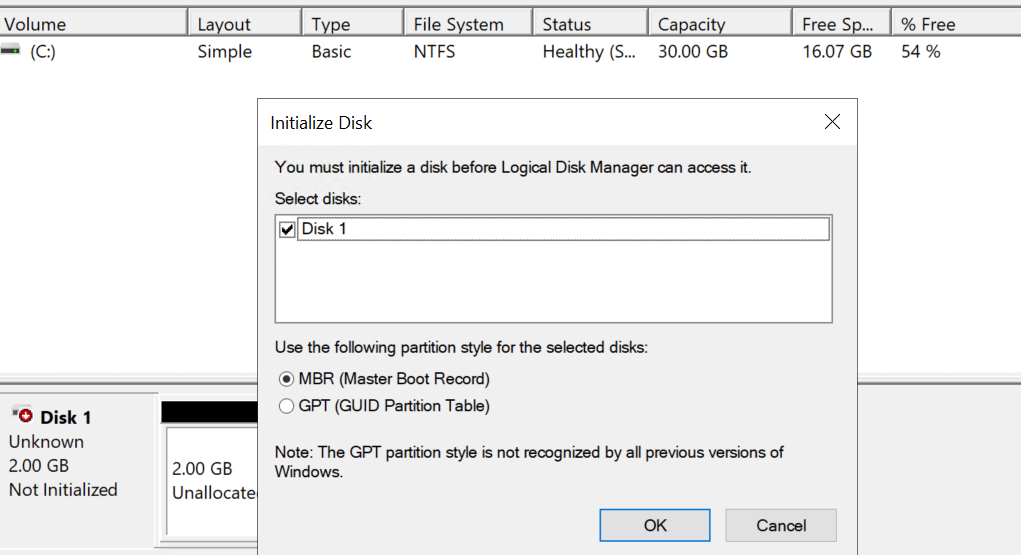 Volume Layout Type File System Status Capacity Free Sp... % Free
(C:) Simple Basic NTFS Healthy (S... 30.00 GB 16.07 GB 54 %
Initialize Disk
You must initialize a disk before Logical Disk Manager can access it.
Select disks:
Disk 1
Use the following partition style for the selected disks:
MBR (Master Boot Record)
GPT (GUID Partition Table)
Note: The GPT partition style is not recognized by all previous versions of
Windows.
OK Cancel
Disk 1
Unknown
2.00 GB
Not Initialized
2.00 GB
Unallocate